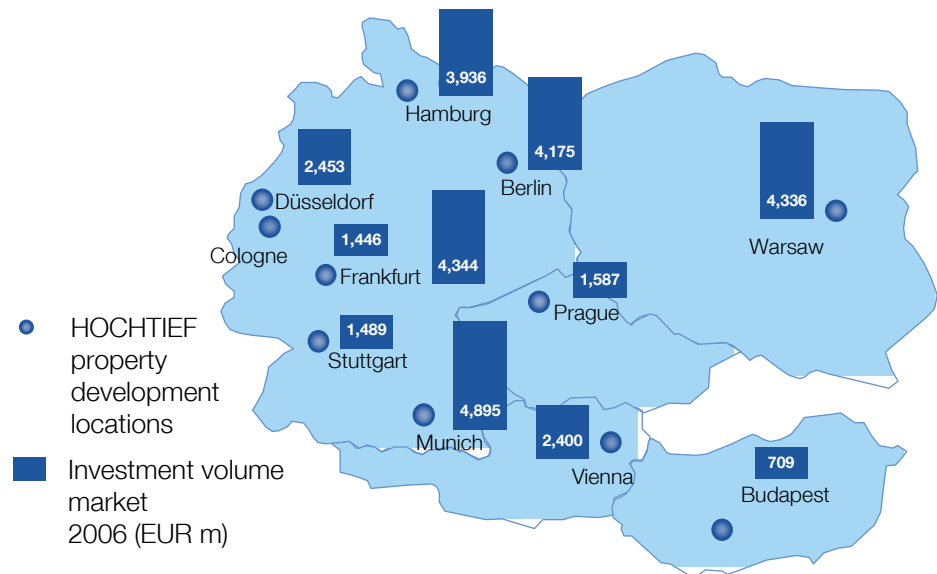 3,936
Hamburg
4,175
Berlin
2,453
Düsseldorf
4,336
Warsaw
Cologne
1,446
Frankfurt
4,344
1,587
Prague
1,489
Stuttgart
4,895
Munich
2,400
Vienna
709
Budapest
HOCHTIEF
property
development
locations
Investment volume
market
2006 (EUR m)